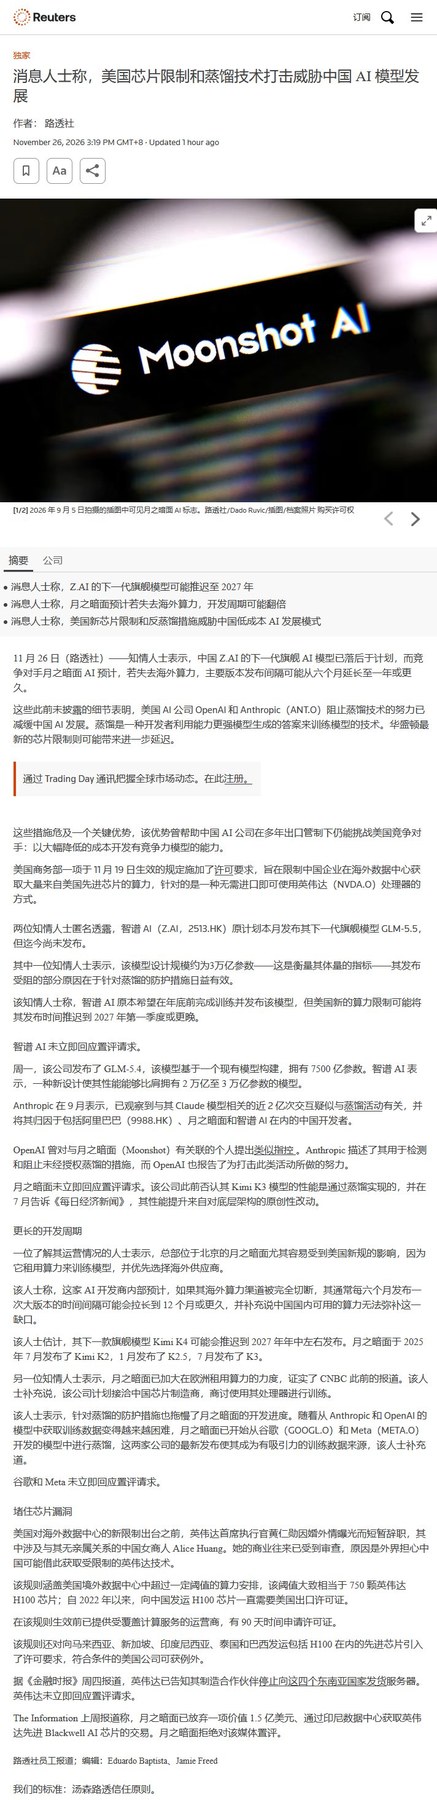 Reuters
订阅
独家
消息人士称，美国芯片限制和蒸馏技术打击威胁中国 AI 模型发
展
作者： 路透社
November 26, 2026 3:19 PM GMT+8 · Updated 1 hour ago
Aa
Moonshot AI
[1/2] 2026 年 9 月 5 日拍摄的插图中可见月之暗面 AI 标志。路透社/Dado Ruvic/插图/档案照片 购买许可权
摘要 公司
• 消息人士称，Z.AI 的下一代旗舰模型可能推迟至 2027 年
• 消息人士称，月之暗面预计若失去海外算力，开发周期可能翻倍
• 消息人士称，美国新芯片限制和反蒸馏措施威胁中国低成本 AI 发展模式
11 月 26 日（路透社）——知情人士表示，中国 Z.AI 的下一代旗舰 AI 模型已落后于计划，而竞
争对手月之暗面 AI 预计，若失去海外算力，主要版本发布间隔可能从六个月延长至一年或更
久。
这些此前未披露的细节表明，美国 AI 公司 OpenAI 和 Anthropic（ANT.O）阻止蒸馏技术的努力已
减缓中国 AI 发展。蒸馏是一种开发者利用能力更强模型生成的答案来训练模型的技术。华盛顿最
新的芯片限制则可能带来进一步延迟。
通过 Trading Day 通讯把握全球市场动态。在此注册。
这些措施危及一个关键优势，该优势曾帮助中国 AI 公司在多年出口管制下仍能挑战美国竞争对
手：以大幅降低的成本开发有竞争力模型的能力。
美国商务部一项于 11 月 19 日生效的规定施加了许可要求，旨在限制中国企业在海外数据中心获
取大量来自美国先进芯片的算力，针对的是一种无需进口即可使用英伟达（NVDA.O）处理器的
方式。
两位知情人士匿名透露，智谱 AI（Z.AI，2513.HK）原计划本月发布其下一代旗舰模型 GLM-5.5，
但迄今尚未发布。
其中一位知情人士表示，该模型设计规模约为3万亿参数——这是衡量其体量的指标——其发布
受阻的部分原因在于针对蒸馏的防护措施日益有效。
该知情人士称，智谱 AI 原本希望在年底前完成训练并发布该模型，但美国新的算力限制可能将
其发布时间推迟到 2027 年第一季度或更晚。
智谱 AI 未立即回应置评请求。
周一，该公司发布了 GLM-5.4，该模型基于一个现有模型构建，拥有 7500 亿参数。智谱 AI 表
示，一种新设计使其性能能够比肩拥有 2 万亿至 3 万亿参数的模型。
Anthropic 在 9 月表示，已观察到与其 Claude 模型相关的近 2 亿次交互疑似与蒸馏活动有关，并
将其归因于包括阿里巴巴（9988.HK）、月之暗面和智谱 AI 在内的中国开发者。
OpenAI 曾对与月之暗面（Moonshot）有关联的个人提出类似指控 。Anthropic 描述了其用于检测
和阻止未经授权蒸馏的措施，而 OpenAI 也报告了为打击此类活动所做的努力。
月之暗面未立即回应置评请求。该公司此前否认其 Kimi K3 模型的性能是通过蒸馏实现的，并在
7 月告诉《每日经济新闻》，其性能提升来自对底层架构的原创性改动。
更长的开发周期
一位了解其运营情况的人士表示，总部位于北京的月之暗面尤其容易受到美国新规的影响，因为
它租用算力来训练模型，并优先选择海外供应商。
该人士称，这家 AI 开发商内部预计，如果其海外算力渠道被完全切断，其通常每六个月发布一
次大版本的时间间隔可能会拉长到 12 个月或更久，并补充说中国国内可用的算力无法弥补这一
缺口。
该人士估计，其下一款旗舰模型 Kimi K4 可能会推迟到 2027 年年中左右发布。月之暗面于 2025
年 7 月发布了 Kimi K2，1 月发布了 K2.5，7 月发布了 K3。
另一位知情人士表示，月之暗面已加大在欧洲租用算力的力度，证实了 CNBC 此前的报道。该人
士补充说，该公司计划接洽中国芯片制造商，商讨使用其处理器进行训练。
该人士表示，针对蒸馏的防护措施也拖慢了月之暗面的开发进度。随着从 Anthropic 和 OpenAI 的
模型中获取训练数据变得越来越困难，月之暗面已开始从谷歌（GOOGL.O）和 Meta（META.O）
开发的模型中进行蒸馏，这两家公司的最新发布使其成为有吸引力的训练数据来源，该人士补充
道。
谷歌和 Meta 未立即回应置评请求。
堵住芯片漏洞
美国对海外数据中心的新限制出台之前，英伟达首席执行官黄仁勋因婚外情曝光而短暂辞职，其
中涉及与其无亲属关系的中国女商人 Alice Huang。她的商业往来已受到审查，原因是外界担心中
国可能借此获取受限制的英伟达技术。
该规则涵盖美国境外数据中心中超过一定阈值的算力安排，该阈值大致相当于 750 颗英伟达
H100 芯片；自 2022 年以来，向中国发运 H100 芯片一直需要美国出口许可证。
在该规则生效前已提供受覆盖计算服务的运营商，有 90 天时间申请许可证。
该规则还对向马来西亚、新加坡、印度尼西亚、泰国和巴西发运包括 H100 在内的先进芯片引入
了许可要求，符合条件的美国公司可获例外。
据《金融时报》周四报道，英伟达已告知其制造合作伙伴停止向这四个东南亚国家发货服务器。
英伟达未立即回应置评请求。
The Information 上周报道称，月之暗面已放弃一项价值 1.5 亿美元、通过印尼数据中心获取英伟
达先进 Blackwell AI 芯片的交易。月之暗面拒绝对该媒体置评。
路透社员工报道；编辑：Eduardo Baptista、Jamie Freed
我们的标准：汤森路透信任原则。